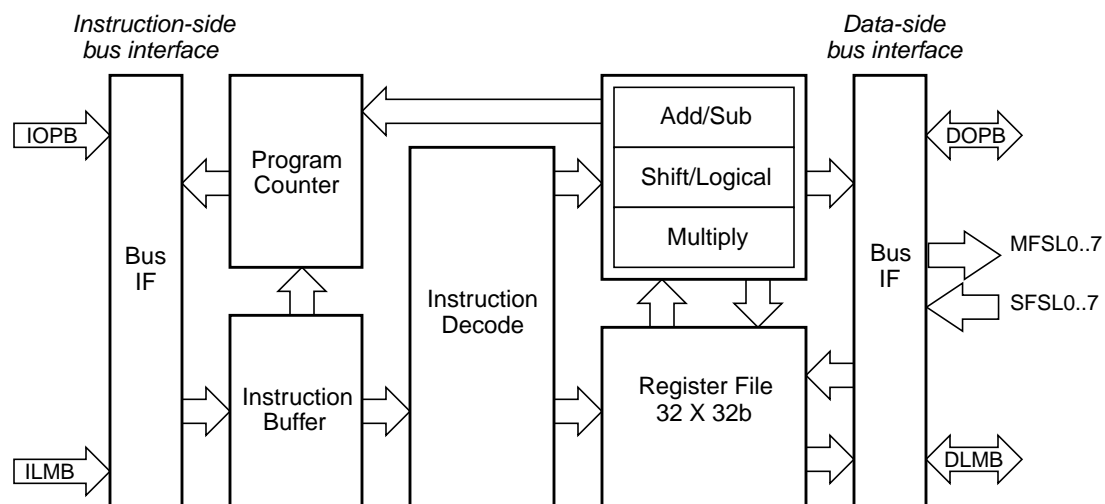 Instruction-side
bus interface
Data-side
bus interface
IOPB
Program
Counter
Add/Sub
Shift/Logical
Multiply
DOPB
Bus
IF
Instruction
Decode
Bus
IF
MFSL0..7
SFSL0..7
Instruction
Buffer
Register File
32 X 32b
ILMB
DLMB